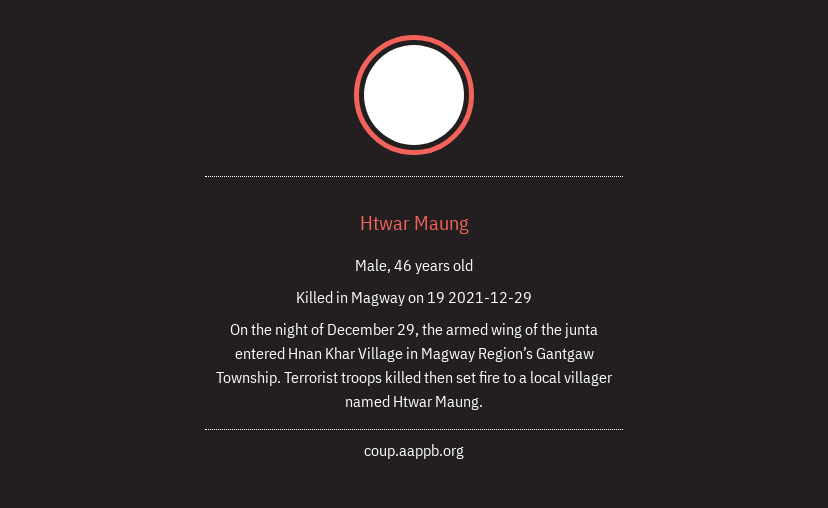 Htwar Maung
Male, 46 years old
Killed in Magway on 19 2021-12-29
On the night of December 29, the armed wing of the junta
entered Hnan Khar Village in Magway Region’s Gantgaw
Township. Terrorist troops killed then set fire to a local villager
named Htwar Maung.
coup.aappb.org